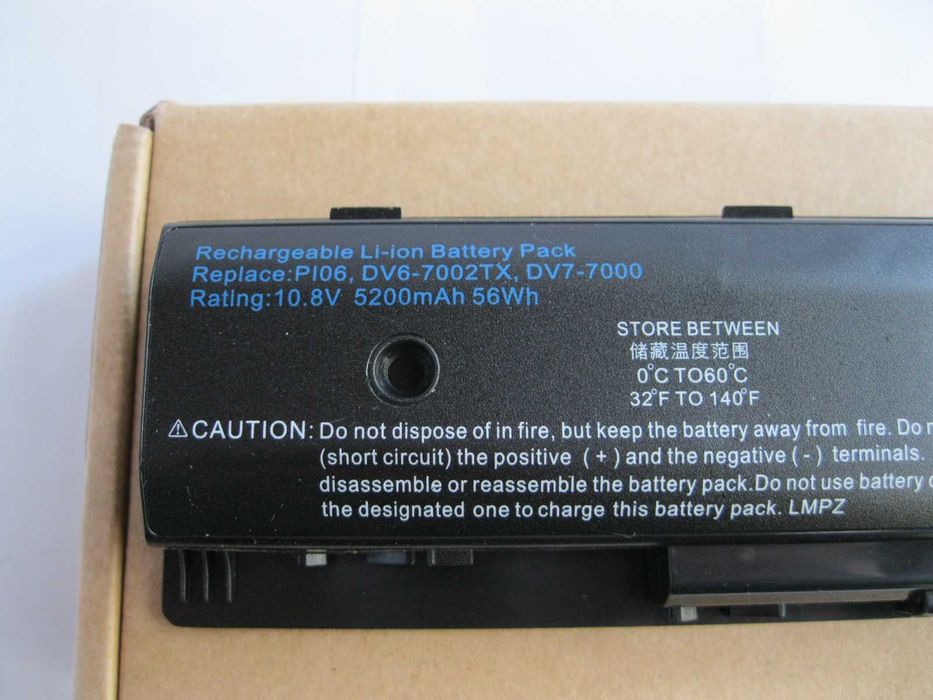 Rechargeable Li-ion Battery Pack
Replace:PI06, DV6-7002TX, DV7-7000
Rating:10.8V 5200mAh 56Wh
STORE BETWEEN
储藏温度范围
0°C TO60°C
32°F TO 140°F
⚠CAUTION: Do not dispose of in fire, but keep the battery away from fire. Do
(short circuit) the positive (+) and the negative (-) terminals.
disassemble or reassemble the battery pack.Do not use battery
the designated one to charge this battery pack. LMPZ